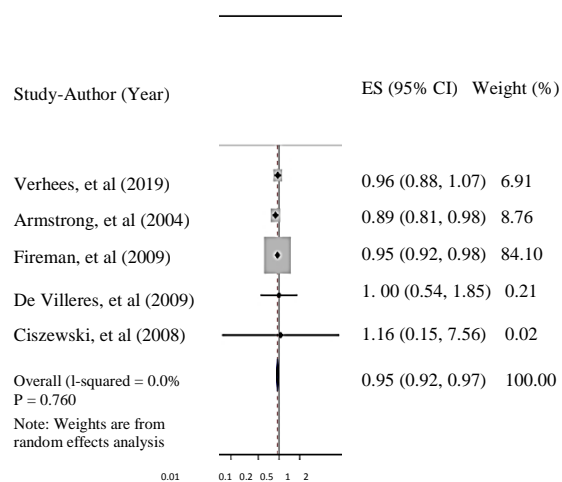 Study-Author (Year) ES (95% CI) Weight (%)
Verhees, et al (2019) 0.96 (0.88, 1.07) 6.91
Armstrong, et al (2004) 0.89 (0.81, 0.98) 8.76
Fireman, et al (2009) 0.95 (0.92, 0.98) 84.10
De Villeres, et al (2009) 1. 00 (0.54, 1.85) 0.21
Ciszewski, et al (2008) 1.16 (0.15, 7.56) 0.02
Overall (l-squared = 0.0% 0.95 (0.92, 0.97) 100.00
P = 0.760
Note: Weights are from
random effects analysis
0.01 0.1 0.2 0.5 1 2